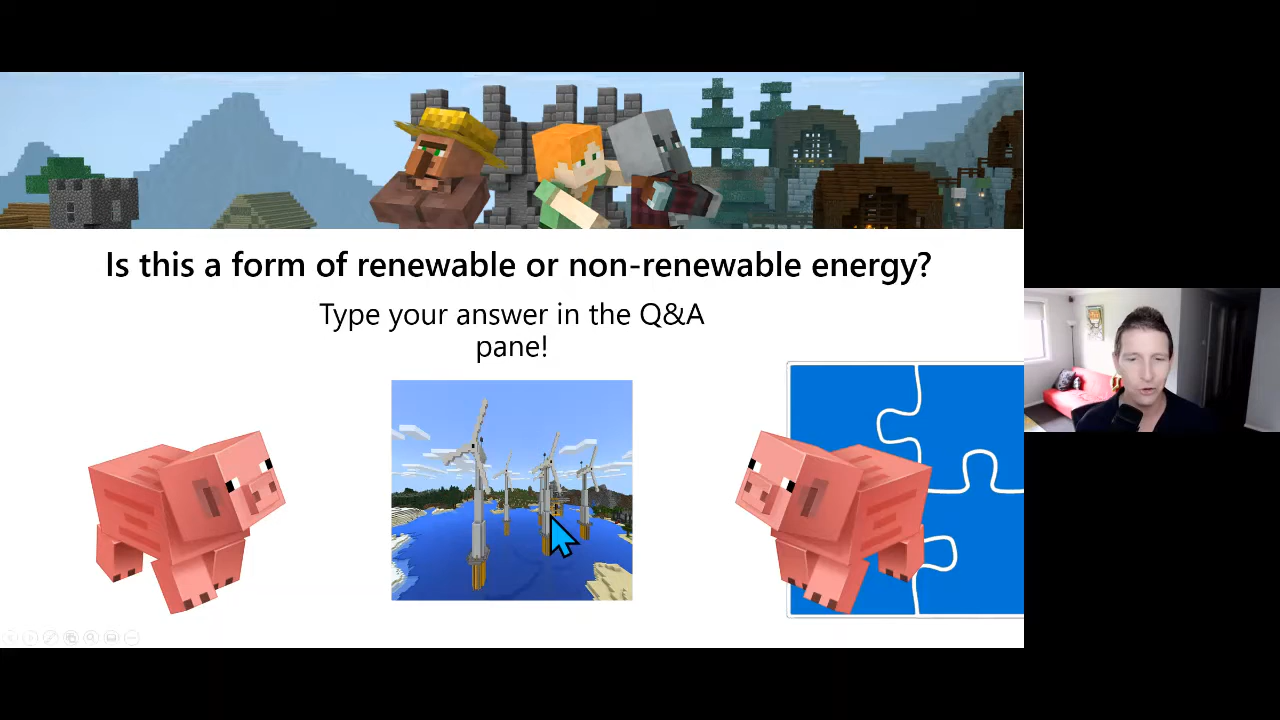 Is this a form of renewable or non-renewable energy?
Type your answer in the Q&A
pane!